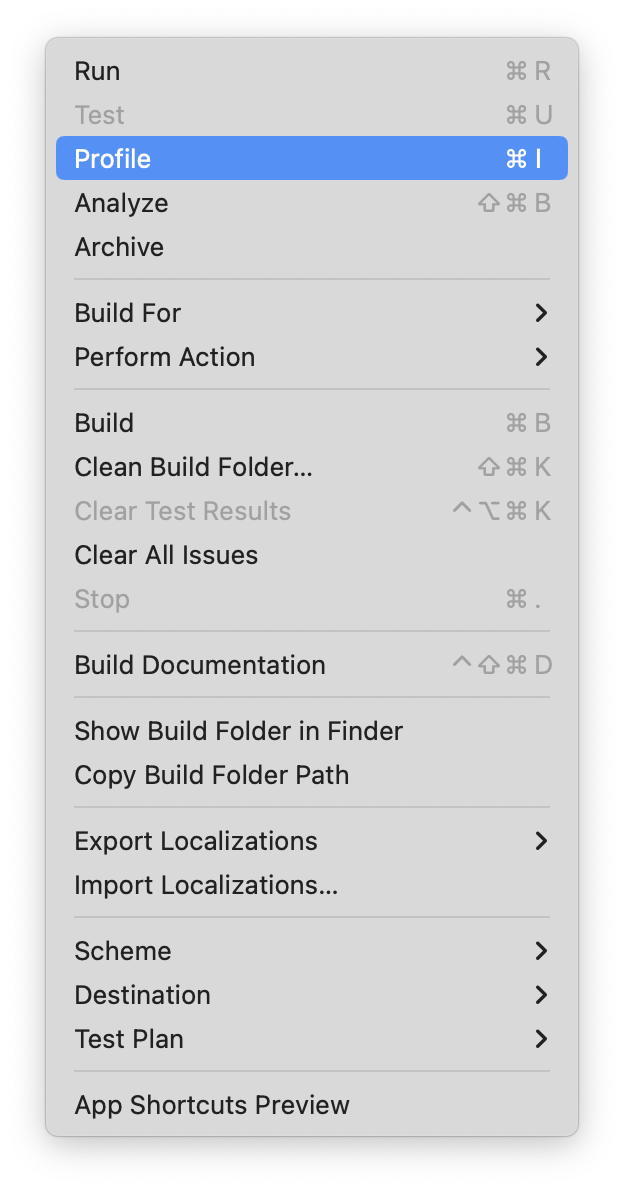 Run ⌘ R
Test ⌘ U
Profile ⌘ I
Analyze ⇧ ⌘ B
Archive
Build For
Perform Action
Build ⌘ B
Clean Build Folder...
⇧ ⌘ K
Clear Test Results ^ ⌥ ⌘ K
Clear All Issues
Stop ⌘ .
Build Documentation ^ ⇧ ⌘ D
Show Build Folder in Finder
Copy Build Folder Path
Export Localizations
Import Localizations...
Scheme
Destination
Test Plan
App Shortcuts Preview